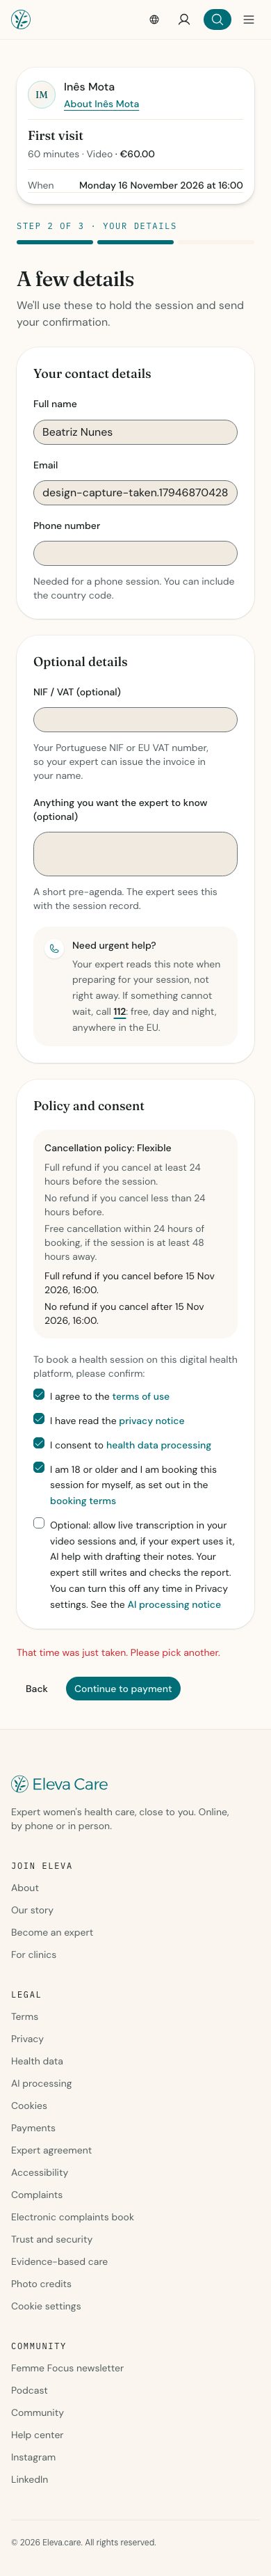 IM
Inês Mota
About Inês Mota
First visit
60 minutes · Video · €60.00
When Monday 16 November 2026 at 16:00
STEP 2 OF 3 · YOUR DETAILS
A few details
We'll use these to hold the session and send
your confirmation.
Your contact details
Full name
Beatriz Nunes
Email
design-capture-taken.17946870428
Phone number
Needed for a phone session. You can include
the country code.
Optional details
NIF / VAT (optional)
Your Portuguese NIF or EU VAT number,
so your expert can issue the invoice in
your name.
Anything you want the expert to know
(optional)
A short pre-agenda. The expert sees this
with the session record.
Need urgent help?
Your expert reads this note when
preparing for your session, not
right away. If something cannot
wait, call 112: free, day and night,
anywhere in the EU.
Policy and consent
Cancellation policy: Flexible
Full refund if you cancel at least 24
hours before the session.
No refund if you cancel less than 24
hours before.
Free cancellation within 24 hours of
booking, if the session is at least 48
hours away.
Full refund if you cancel before 15 Nov
2026, 16:00.
No refund if you cancel after 15 Nov
2026, 16:00.
To book a health session on this digital health
platform, please confirm:
I agree to the terms of use
I have read the privacy notice
I consent to health data processing
I am 18 or older and I am booking this
session for myself, as set out in the
booking terms
Optional: allow live transcription in your
video sessions and, if your expert uses it,
AI help with drafting their notes. Your
expert still writes and checks the report.
You can turn this off any time in Privacy
settings. See the AI processing notice
That time was just taken. Please pick another.
Back Continue to payment
Eleva Care
Expert women's health care, close to you. Online,
by phone or in person.
JOIN ELEVA
About
Our story
Become an expert
For clinics
LEGAL
Terms
Privacy
Health data
AI processing
Cookies
Payments
Expert agreement
Accessibility
Complaints
Electronic complaints book
Trust and security
Evidence-based care
Photo credits
Cookie settings
COMMUNITY
Femme Focus newsletter
Podcast
Community
Help center
Instagram
LinkedIn
© 2026 Eleva.care. All rights reserved.